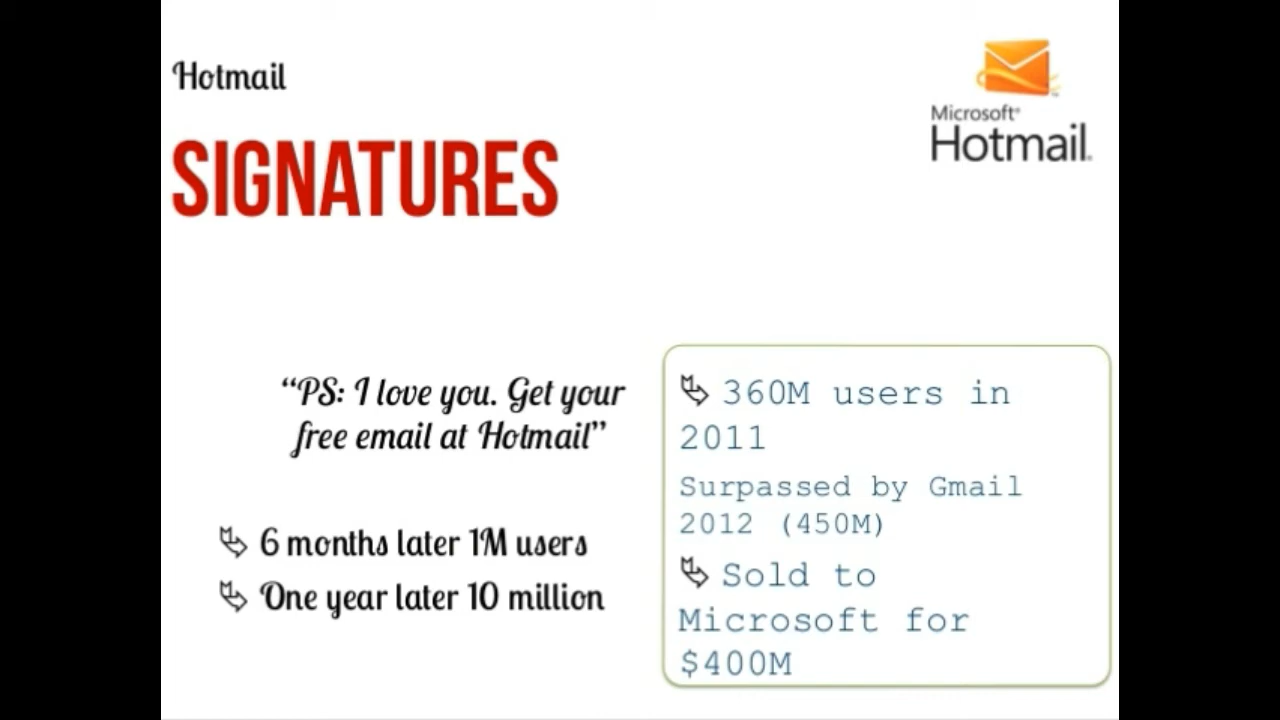 Hotmail
SIGNATURES
Microsoft®
Hotmail®
“PS: I love you. Get your
free email at Hotmail”
6 months later 1M users
One year later 10 million
360M users in
2011
Surpassed by Gmail
2012 (450M)
Sold to
Microsoft for
$400M